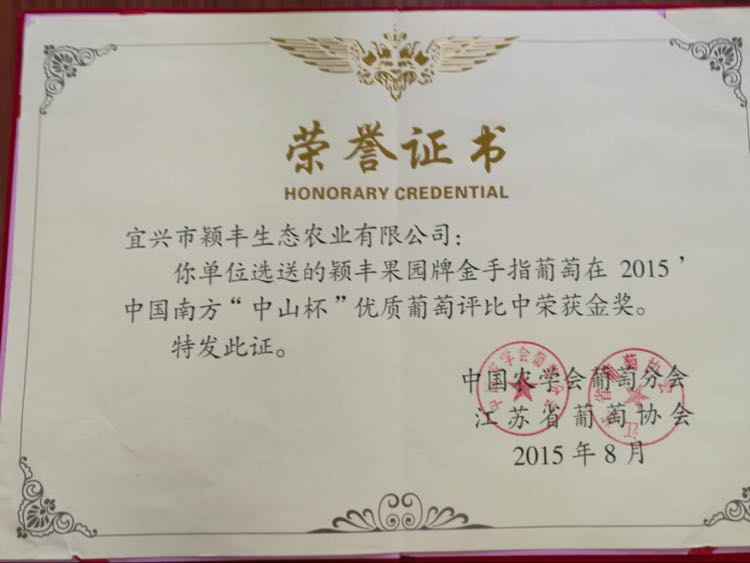 荣誉证书
HONORARY CREDENTIAL
宜兴市颖丰生态农业有限公司：
你单位选送的颖丰果园牌金手指葡萄在 2015’
中国南方“中山杯”优质葡萄评比中荣获金奖。
特发此证。
中国农学会葡萄分会
江苏省葡萄协会
2015 年 8 月